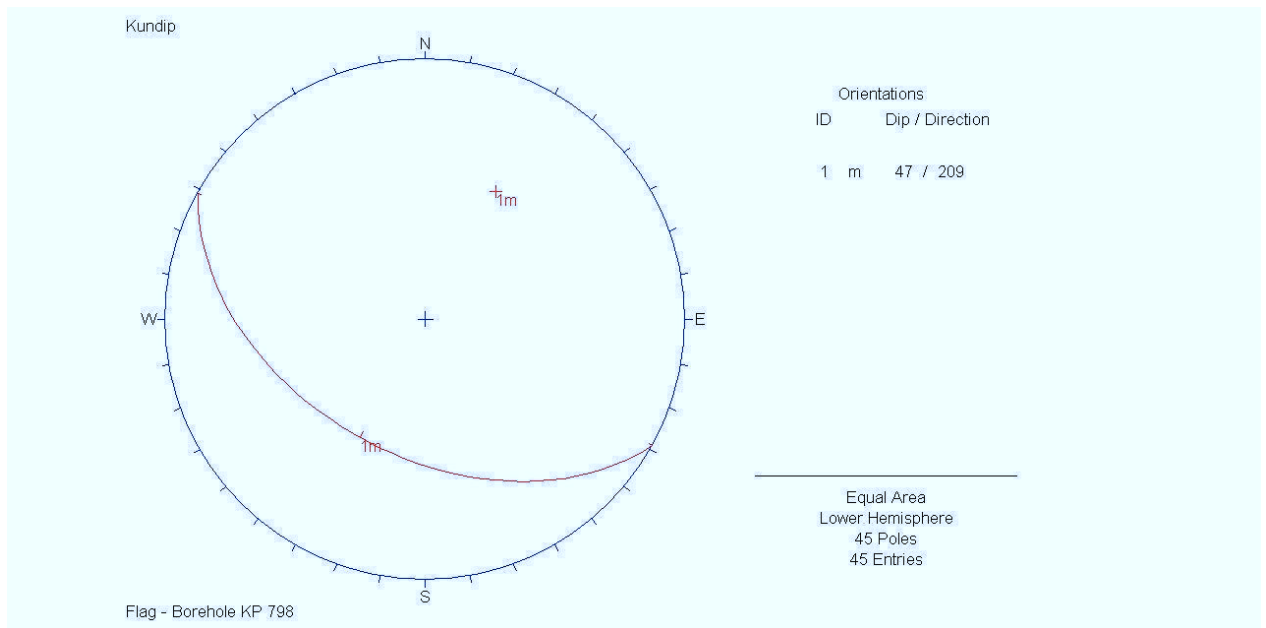 Kundip
N
Orientations
ID Dip / Direction
1 m 47 / 209
1m
W
E
1m
Equal Area
Lower Hemisphere
45 Poles
45 Entries
S
Flag - Borehole KP 798